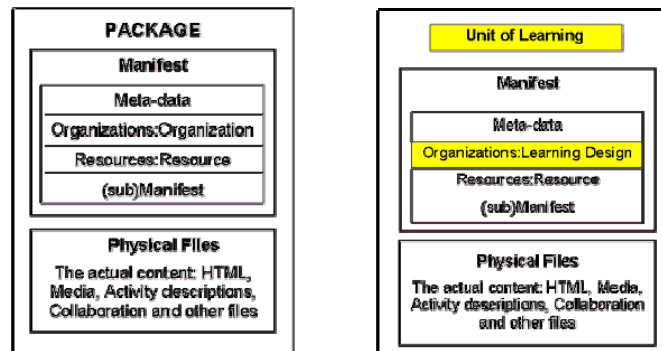 PACKAGE
Manifest
Meta-data
Organizations:Organization
Resources:Resource
(sub)Manifest
Physical Files
The actual content: HTML,
Media, Activity descriptions,
Collaboration and other files
Unit of Learning
Manifest
Meta-data
Organizations:Learning Design
Resources:Resource
(sub)Manifest
Physical Files
The actual content: HTML, Media,
Activity descriptions, Collaboration
and other files